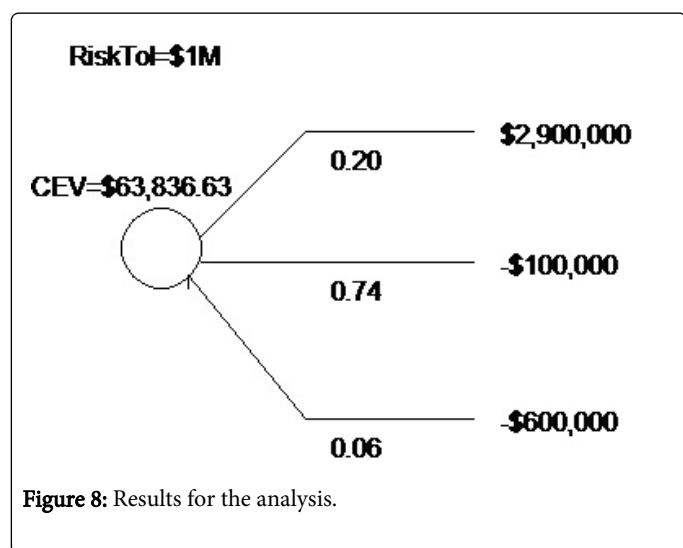 RiskTol=$1M
$2,900,000
0.20
CEV=$63,836.63
-$100,000
0.74
-$600,000
0.06
Figure 8: Results for the analysis.